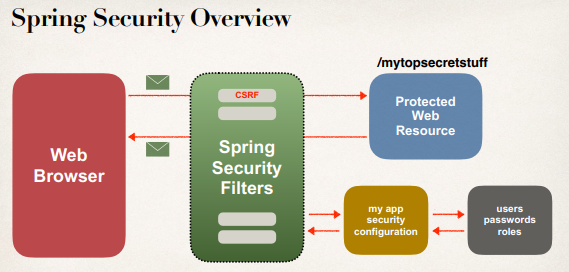 Spring Security Overview
/mytopsecretstuff
CSRF
Web
Browser
Spring
Security
Filters
Protected
Web
Resource
my app
security
configuration
users
passwords
roles